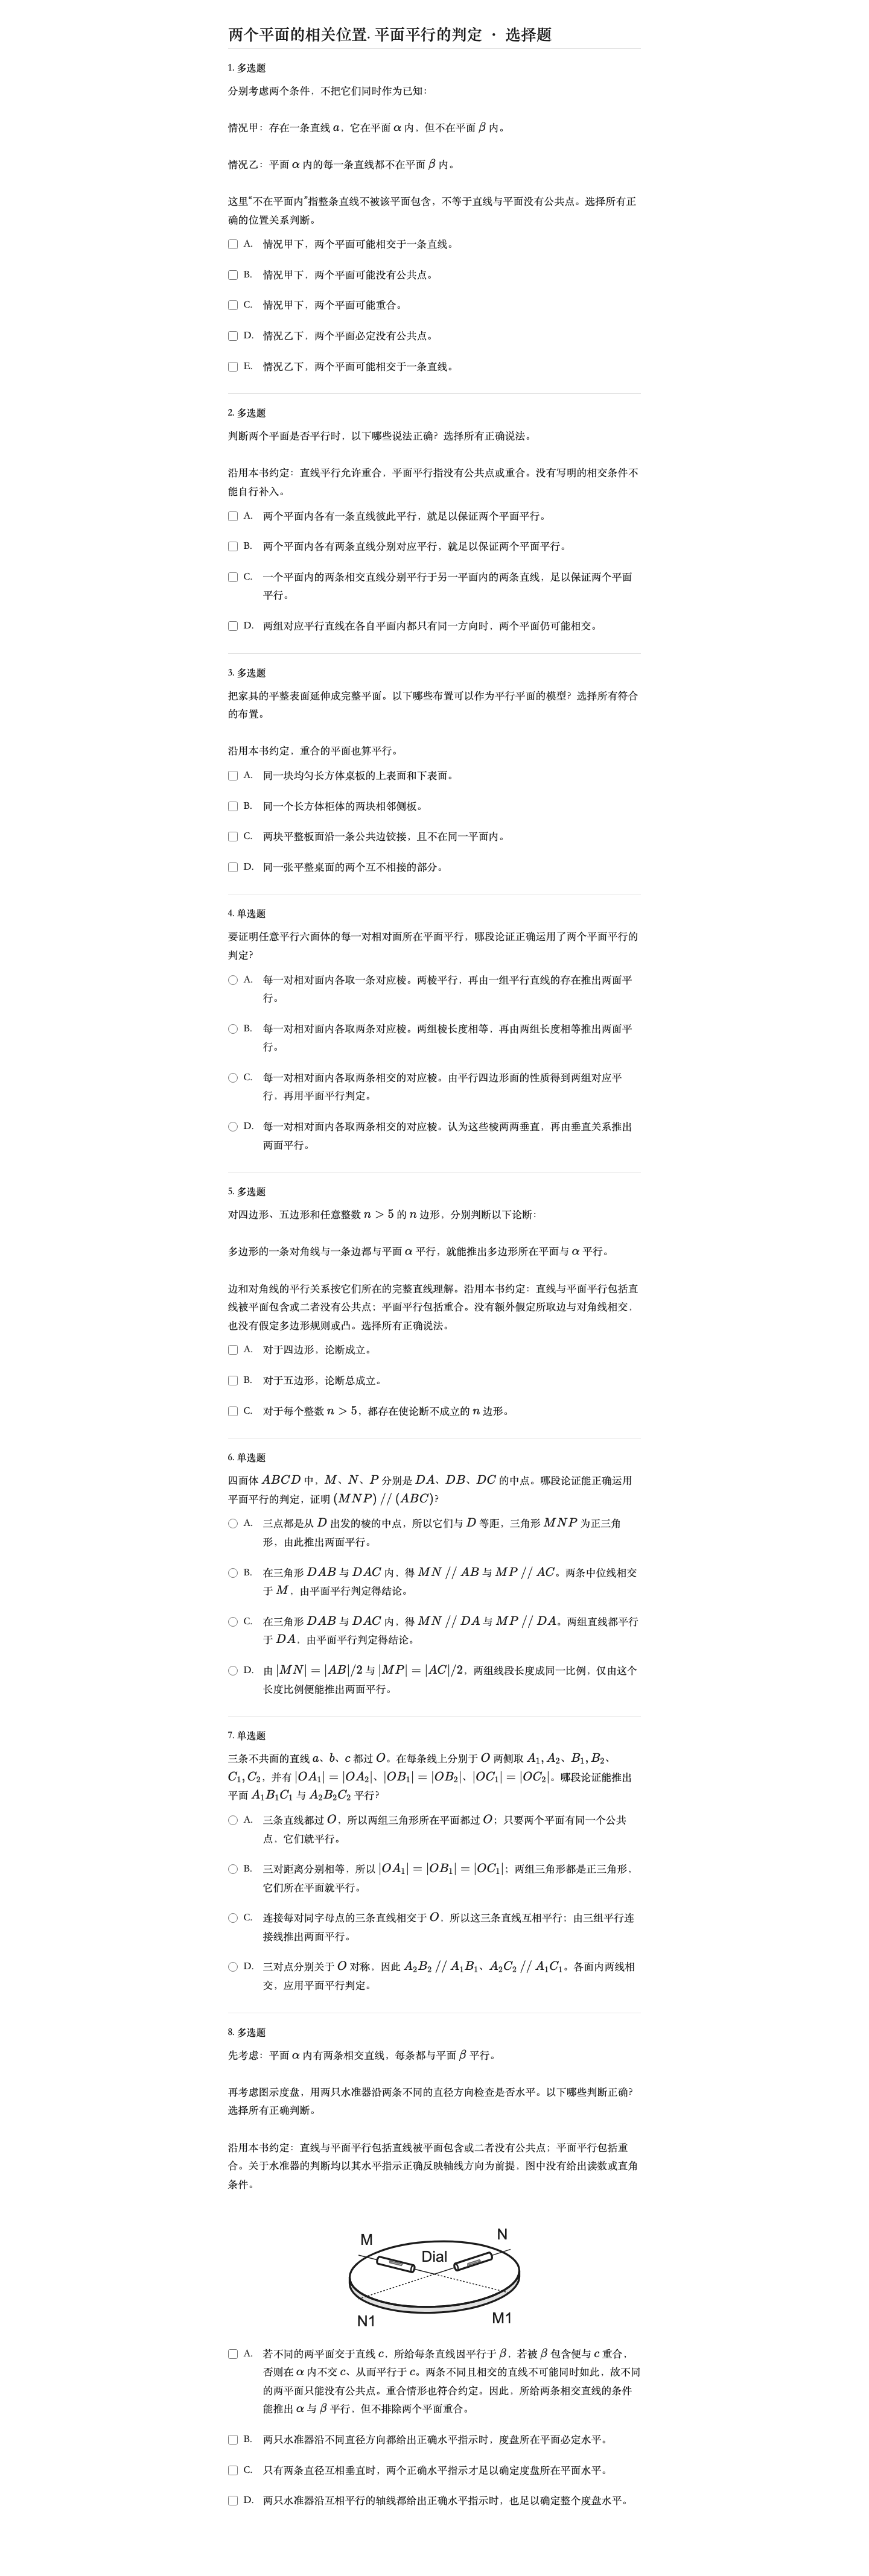 两个平面的相关位置. 平面平行的判定 · 选择题
1. 多选题
分别考虑两个条件，不把它们同时作为已知：
情况甲：存在一条直线 a，它在平面 α 内，但不在平面 β 内。
情况乙：平面 α 内的每一条直线都不在平面 β 内。
这里“不在平面内”指整条直线不被该平面包含，不等于直线与平面没有公共点。选择所有正
确的位置关系判断。
A. 情况甲下，两个平面可能相交于一条直线。
B. 情况甲下，两个平面可能没有公共点。
C. 情况甲下，两个平面可能重合。
D. 情况乙下，两个平面必定没有公共点。
E. 情况乙下，两个平面可能相交于一条直线。
2. 多选题
判断两个平面是否平行时，以下哪些说法正确？选择所有正确说法。
沿用本书约定：直线平行允许重合，平面平行指没有公共点或重合。没有写明的相交条件不
能自行补入。
A. 两个平面内各有一条直线彼此平行，就足以保证两个平面平行。
B. 两个平面内各有两条直线分别对应平行，就足以保证两个平面平行。
C. 一个平面内的两条相交直线分别平行于另一平面内的两条直线，足以保证两个平面
平行。
D. 两组对应平行直线在各自平面内都只有同一方向时，两个平面仍可能相交。
3. 多选题
把家具的平整表面延伸成完整平面。以下哪些布置可以作为平行平面的模型？选择所有符合
的布置。
沿用本书约定，重合的平面也算平行。
A. 同一块均匀长方体桌板的上表面和下表面。
B. 同一个长方体柜体的两块相邻侧板。
C. 两块平整板面沿一条公共边铰接，且不在同一平面内。
D. 同一张平整桌面的两个互不相接的部分。
4. 单选题
要证明任意平行六面体的每一对相对面所在平面平行，哪段论证正确运用了两个平面平行的
判定？
A. 每一对相对面内各取一条对应棱。两棱平行，再由一组平行直线的存在推出两面平
行。
B. 每一对相对面内各取两条对应棱。两组棱长度相等，再由两组长度相等推出两面平
行。
C. 每一对相对面内各取两条相交的对应棱。由平行四边形面的性质得到两组对应平
行，再用平面平行判定。
D. 每一对相对面内各取两条相交的对应棱。认为这些棱两两垂直，再由垂直关系推出
两面平行。
5. 多选题
对四边形、五边形和任意整数 n > 5 的 n 边形，分别判断以下论断：
多边形的一条对角线与一条边都与平面 α 平行，就能推出多边形所在平面与 α 平行。
边和对角线的平行关系按它们所在的完整直线理解。沿用本书约定：直线与平面平行包括直
线被平面包含或二者没有公共点；平面平行包括重合。没有额外假定所取边与对角线相交，
也没有假定多边形规则或凸。选择所有正确说法。
A. 对于四边形，论断成立。
B. 对于五边形，论断总成立。
C. 对于每个整数 n > 5，都存在使论断不成立的 n 边形。
6. 单选题
四面体 ABCD 中，M、N、P 分别是 DA、DB、DC 的中点。哪段论证能正确运用
平面平行的判定，证明 (MNP) // (ABC)？
A. 三点都是从 D 出发的棱的中点，所以它们与 D 等距，三角形 MNP 为正三角
形，由此推出两面平行。
B. 在三角形 DAB 与 DAC 内，得 MN // AB 与 MP // AC。两条中位线相交
于 M，由平面平行判定得结论。
C. 在三角形 DAB 与 DAC 内，得 MN // DA 与 MP // DA。两组直线都平行
于 DA，由平面平行判定得结论。
D. 由 |MN| = |AB|/2 与 |MP| = |AC|/2，两组线段长度成同一比例，仅由这个
长度比例便能推出两面平行。
7. 单选题
三条不共面的直线 a、b、c 都过 O。在每条线上分别于 O 两侧取 A₁, A₂、B₁, B₂、
C₁, C₂，并有 |OA₁| = |OA₂|、|OB₁| = |OB₂|、|OC₁| = |OC₂|。哪段论证能推出
平面 A₁B₁C₁ 与 A₂B₂C₂ 平行？
A. 三条直线都过 O，所以两组三角形所在平面都过 O；只要两个平面有同一个公共
点，它们就平行。
B. 三对距离分别相等，所以 |OA₁| = |OB₁| = |OC₁|；两组三角形都是正三角形，
它们所在平面就平行。
C. 连接每对同字母点的三条直线相交于 O，所以这三条直线互相平行；由三组平行连
接线推出两面平行。
D. 三对点分别关于 O 对称，因此 A₂B₂ // A₁B₁、A₂C₂ // A₁C₁。各面内两线相
交，应用平面平行判定。
8. 多选题
先考虑：平面 α 内有两条相交直线，每条都与平面 β 平行。
再考虑图示度盘，用两只水准器沿两条不同的直径方向检查是否水平。以下哪些判断正确？
选择所有正确判断。
沿用本书约定：直线与平面平行包括直线被平面包含或二者没有公共点；平面平行包括重
合。关于水准器的判断均以其水平指示正确反映轴线方向为前提，图中没有给出读数或直角
条件。
M
N
Dial
N1
M1
A. 若不同的两平面交于直线 c，所给每条直线因平行于 β，若被 β 包含便与 c 重合，
否则在 α 内不交 c、从而平行于 c。两条不同且相交的直线不可能同时如此，故不同
的两平面只能没有公共点。重合情形也符合约定。因此，所给两条相交直线的条件
能推出 α 与 β 平行，但不排除两个平面重合。
B. 两只水准器沿不同直径方向都给出正确水平指示时，度盘所在平面必定水平。
C. 只有两条直径互相垂直时，两个正确水平指示才足以确定度盘所在平面水平。
D. 两只水准器沿互相平行的轴线都给出正确水平指示时，也足以确定整个度盘水平。